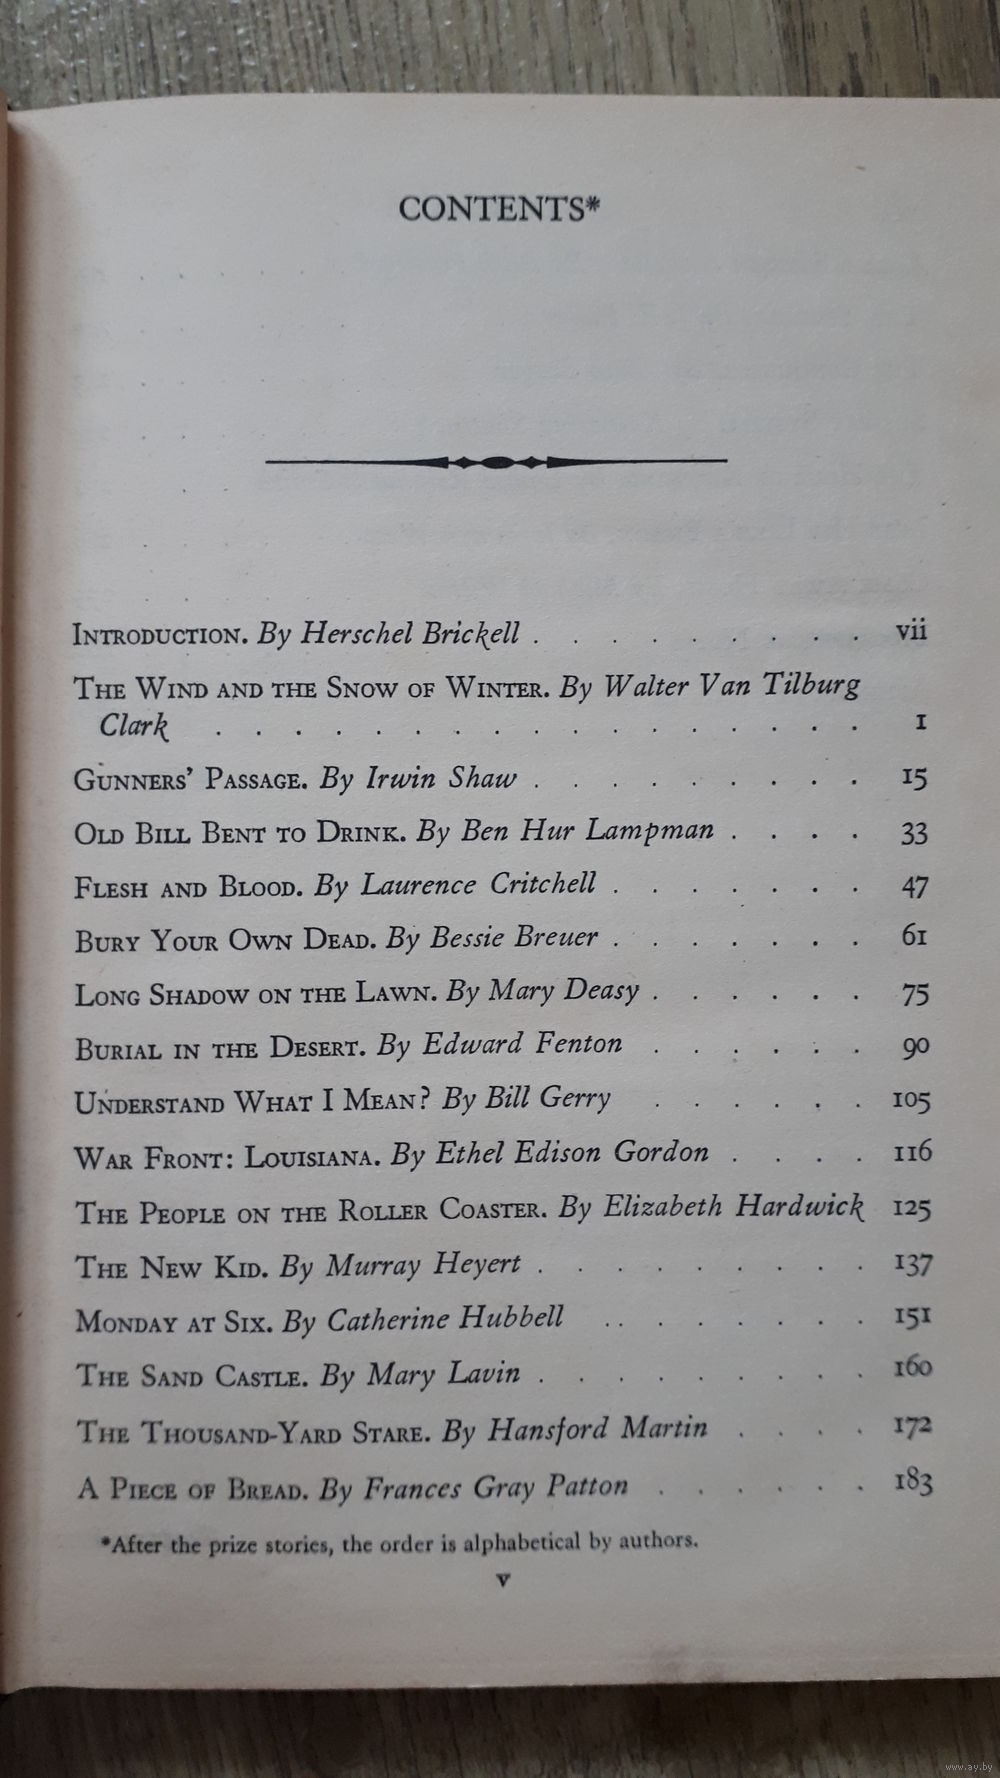 CONTENTS*
INTRODUCTION. By Herschel Brickell . . . . . . . . . vii
THE WIND AND THE SNOW OF WINTER. By Walter Van Tilburg
Clark . . . . . . . . . . . . . . . . . 1
GUNNERS' PASSAGE. By Irwin Shaw . . . . . . . . . 15
OLD BILL BENT TO DRINK. By Ben Hur Lampman . . . . 33
FLESH AND BLOOD. By Laurence Critchell . . . . . . . 47
BURY YOUR OWN DEAD. By Bessie Breuer . . . . . . . 61
LONG SHADOW ON THE LAWN. By Mary Deasy . . . . . . 75
BURIAL IN THE DESERT. By Edward Fenton . . . . . . 90
UNDERSTAND WHAT I MEAN? By Bill Gerry . . . . . . 105
WAR FRONT: LOUISIANA. By Ethel Edison Gordon . . . . 116
THE PEOPLE ON THE ROLLER COASTER. By Elizabeth Hardwick 125
THE NEW KID. By Murray Heyert . . . . . . . . . 137
MONDAY AT SIX. By Catherine Hubbell . . . . . . . . 151
THE SAND CASTLE. By Mary Lavin . . . . . . . . . 160
THE THOUSAND-YARD STARE. By Hansford Martin . . . . 172
A PIECE OF BREAD. By Frances Gray Patton . . . . . . 183
*After the prize stories, the order is alphabetical by authors.
v
www.ay.by